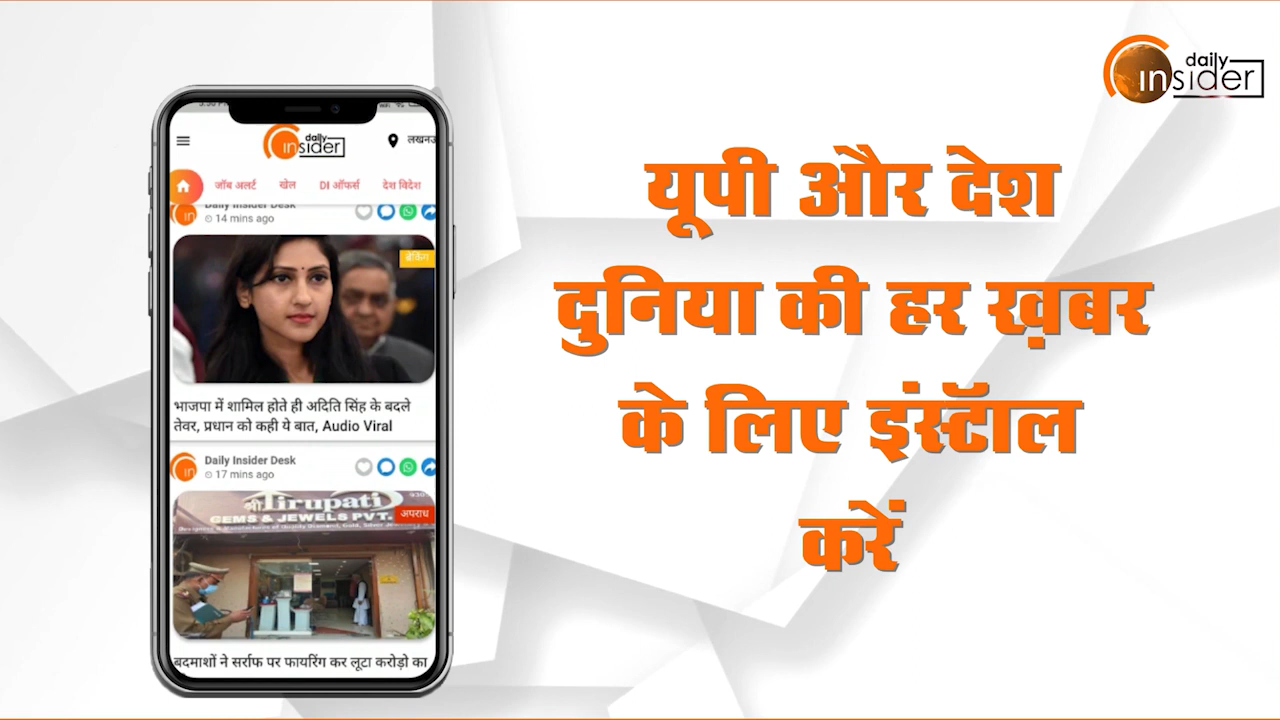 daily
insider
यूपी और देश
दुनिया की हर ख़बर
के लिए इंस्टॉल
करें
daily
insider
लखनऊ
जॉब अलर्ट खेल DI ऑफर्स देश विदेश
Daily Insider Desk
14 mins ago
ब्रेकिंग
भाजपा में शामिल होते ही अदिति सिंह के बदले
तेवर, प्रधान को कही ये बात, Audio Viral
Daily Insider Desk
17 mins ago
श्री Tirupati
GEMS & JEWELS PVT.
अपराध
बदमाशों ने सर्राफ पर फायरिंग कर लूटा करोड़ो का